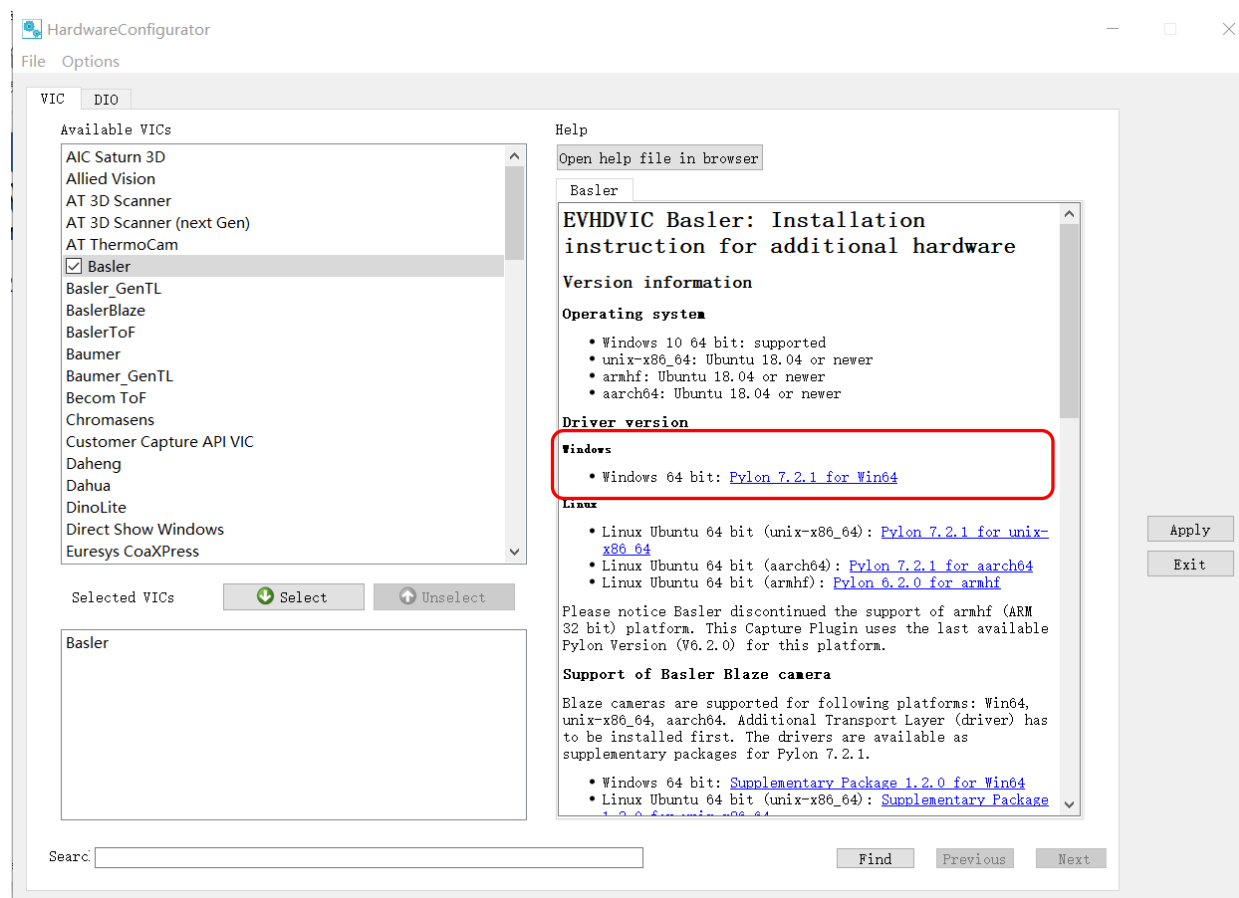 HardwareConfigurator
File Options
VIC DIO
Available VICs
AIC Saturn 3D
Allied Vision
AT 3D Scanner
AT 3D Scanner (next Gen)
AT ThermoCam
Basler
Basler_GenTL
BaslerBlaze
BaslerToF
Baumer
Baumer_GenTL
Becom ToF
Chromasens
Customer Capture API VIC
Daheng
Dahua
DinoLite
Direct Show Windows
Euresys CoaXPress
Selected VICs Select Unselect
Basler
Help
Open help file in browser
Basler
EVHDVIC Basler: Installation
instruction for additional hardware
Version information
Operating system
• Windows 10 64 bit: supported
• unix-x86_64: Ubuntu 18.04 or newer
• armhf: Ubuntu 18.04 or newer
• aarch64: Ubuntu 18.04 or newer
Driver version
Windows
• Windows 64 bit: Pylon 7.2.1 for Win64
Linux
• Linux Ubuntu 64 bit (unix-x86_64): Pylon 7.2.1 for unix-
x86_64
• Linux Ubuntu 64 bit (aarch64): Pylon 7.2.1 for aarch64
• Linux Ubuntu 64 bit (armhf): Pylon 6.2.0 for armhf
Please notice Basler discontinued the support of armhf (ARM
32 bit) platform. This Capture Plugin uses the last available
Pylon Version (V6.2.0) for this platform.
Support of Basler Blaze camera
Blaze cameras are supported for following platforms: Win64,
unix-x86_64, aarch64. Additional Transport Layer (driver) has
to be installed first. The drivers are available as
supplementary packages for Pylon 7.2.1.
• Windows 64 bit: Supplementary Package 1.2.0 for Win64
• Linux Ubuntu 64 bit (unix-x86_64): Supplementary Package
1.2.0 for unix-x86_64
Apply
Exit
Searc
Find Previous Next